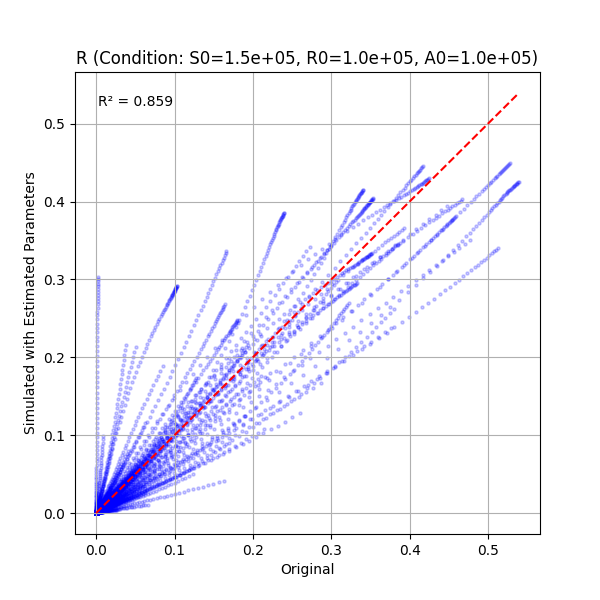 R (Condition: S0=1.5e+05, R0=1.0e+05, A0=1.0e+05)
R² = 0.859
Simulated with Estimated Parameters
0.5
0.4
0.3
0.2
0.1
0.0
0.0 0.1 0.2 0.3 0.4 0.5
Original